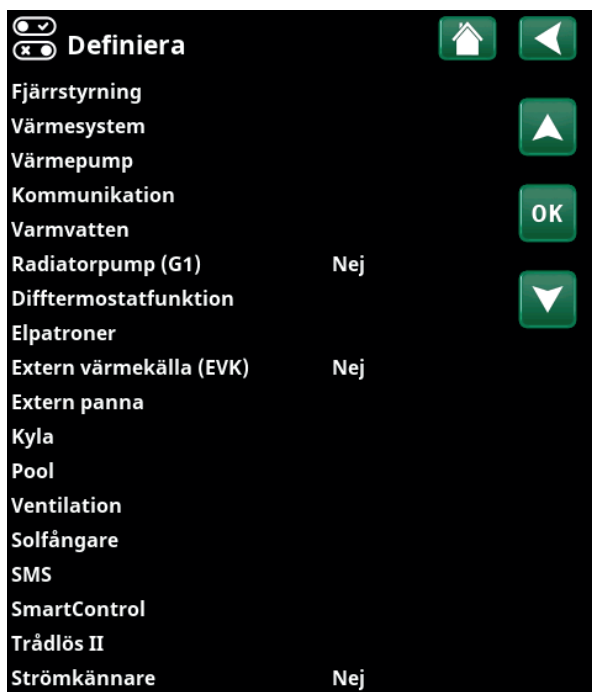 Definiera
Fjärrstyrning
Värmesystem
Värmepump
Kommunikation
OK
Varmvatten
Radiatorpump (G1) Nej
Difftermostatfunktion
Elpatroner
Extern värmekälla (EVK) Nej
Extern panna
Kyla
Pool
Ventilation
Solfångare
SMS
SmartControl
Trådlös II
Strömkännare Nej